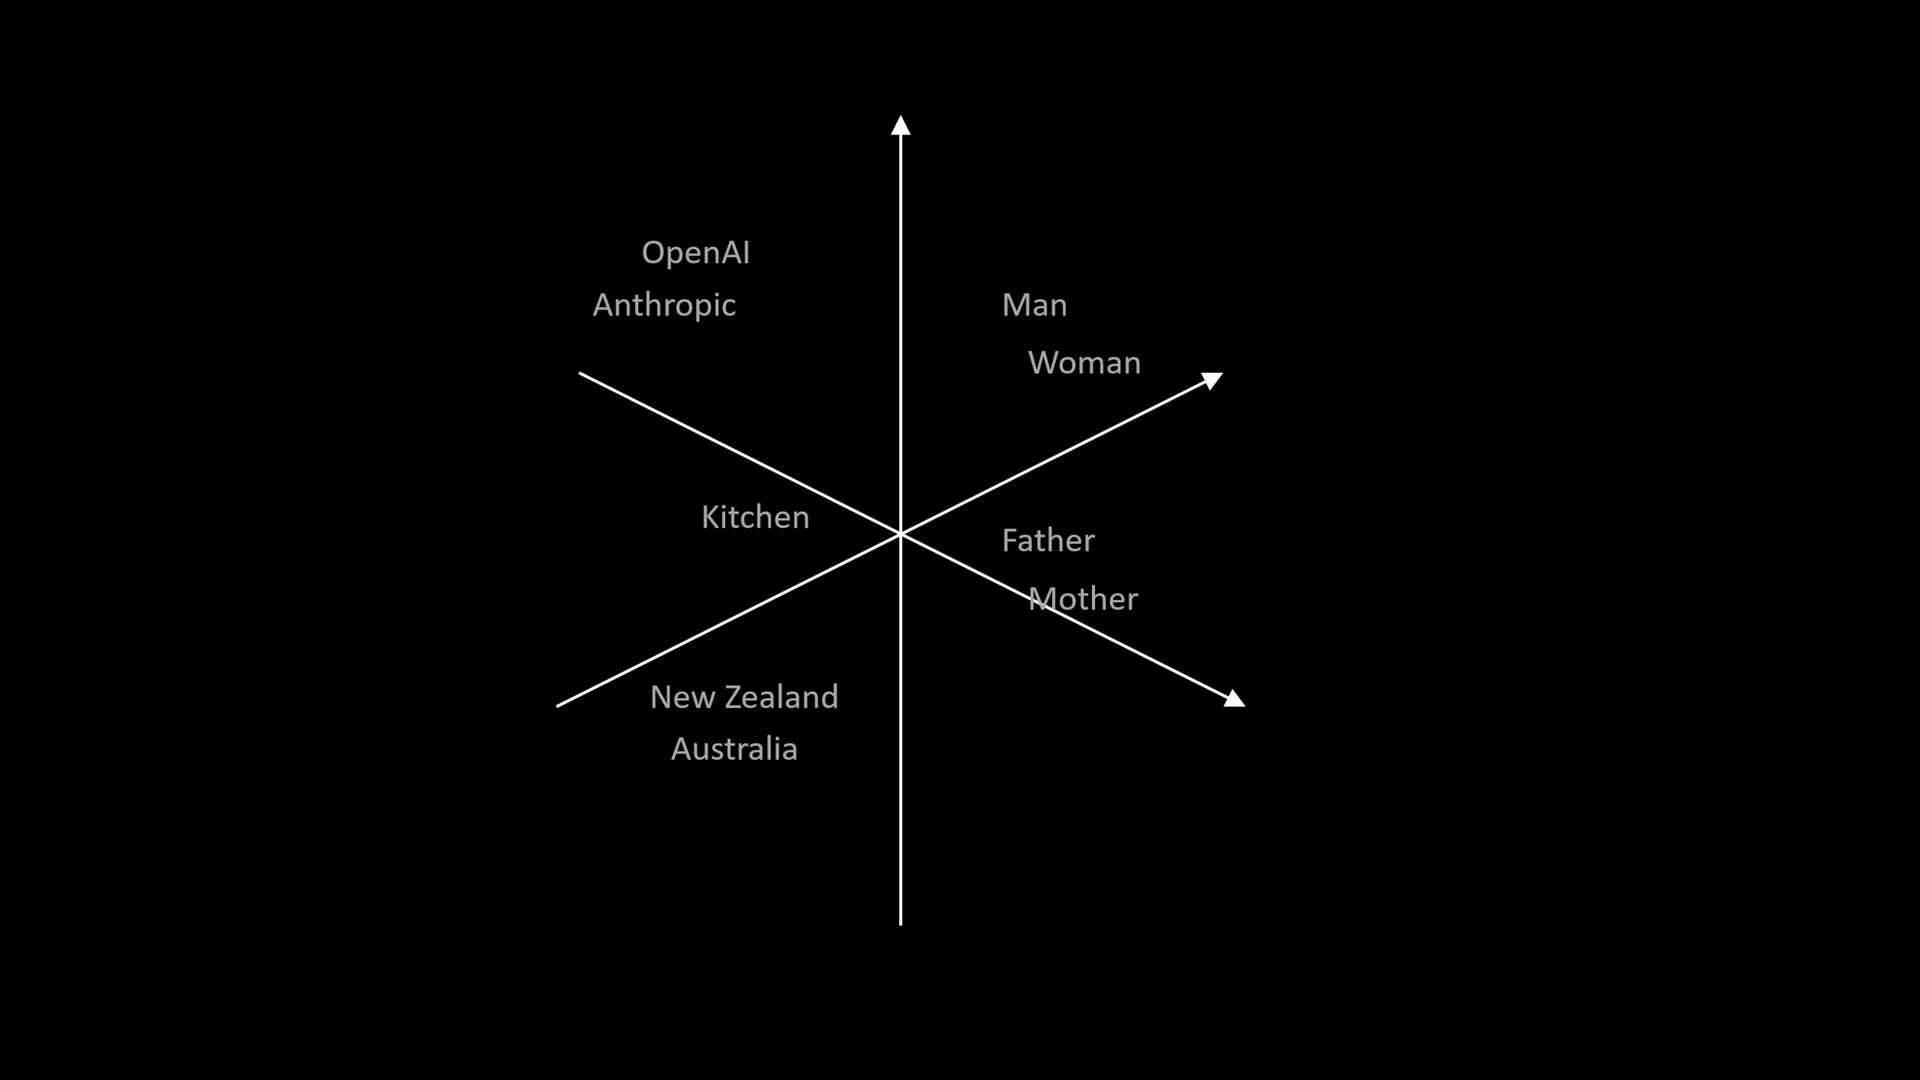 OpenAI
Anthropic
Man
Woman
Kitchen
Father
Mother
New Zealand
Australia